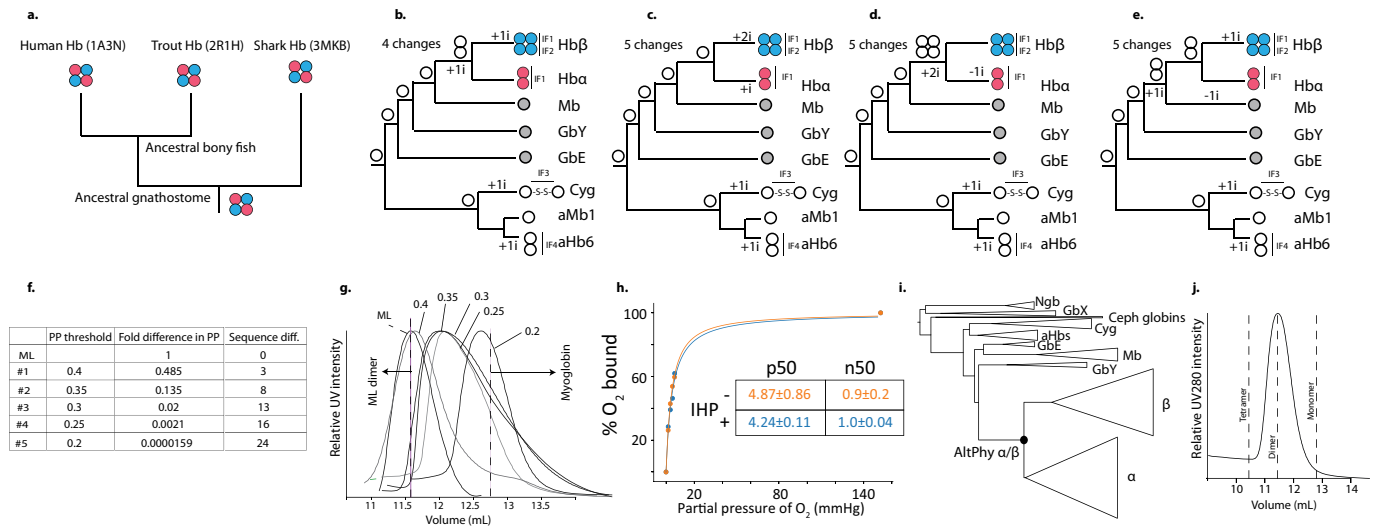 a.
Human Hb (1A3N)
Trout Hb (2R1H)
Shark Hb (3MKB)
Ancestral bony fish
Ancestral gnathostome
b.
4 changes
+1i
IF1
IF2
Hbβ
+1i
IF1
Hbα
Mb
GbY
GbE
IF3
+1i
-S-S-
Cyg
aMb1
+1i
IF4
aHb6
c.
5 changes
+2i
IF1
IF2
Hbβ
+i
IF1
Hbα
Mb
GbY
GbE
IF3
+1i
-S-S-
Cyg
aMb1
+1i
IF4
aHb6
d.
5 changes
IF1
IF2
Hbβ
+2i
-1i
IF1
Hbα
Mb
GbY
GbE
IF3
+1i
-S-S-
Cyg
aMb1
+1i
IF4
aHb6
e.
5 changes
+1i
IF1
IF2
Hbβ
+1i
IF1
Hbα
-1i
Mb
GbY
GbE
IF3
+1i
-S-S-
Cyg
aMb1
+1i
IF4
aHb6
f.
PP threshold Fold difference in PP Sequence diff.
ML 1 0
#1 0.4 0.485 3
#2 0.35 0.135 8
#3 0.3 0.02 13
#4 0.25 0.0021 16
#5 0.2 0.0000159 24
g.
ML
0.4
0.35
0.3
0.25
0.2
ML dimer
Myoglobin
Relative UV intensity
11 11.5 12 12.5 13 13.5
Volume (mL)
h.
100
60
20
% O2 bound
p50 n50
IHP
- 4.87±0.86 0.9±0.2
+ 4.24±0.11 1.0±0.04
20 60 100 140
Partial pressure of O2 (mmHg)
i.
Ngb
GbX
Ceph globins
Cyg
aHbs
GbE
Mb
GbY
β
AltPhy α/β
α
j.
Relative UV280 intensity
Tetramer
Dimer
Monomer
10 11 12 13 14
Volume (mL)